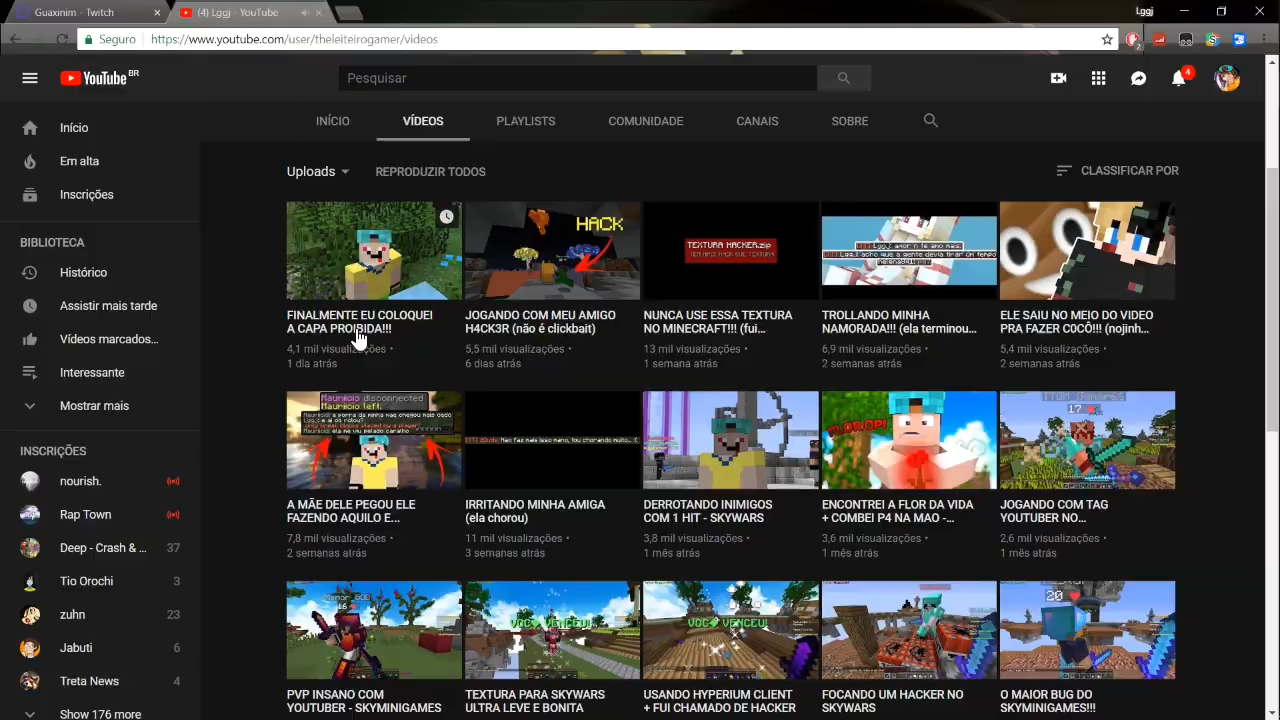 Guaxinim - Twitch
(4) Lggj - YouTube
Lggj
Seguro
https://www.youtube.com/user/theleiteirogamer/videos
2
YouTube BR
Pesquisar
4
INÍCIO
VÍDEOS
PLAYLISTS
COMUNIDADE
CANAIS
SOBRE
Início
Em alta
Inscrições
BIBLIOTECA
Histórico
Assistir mais tarde
Vídeos marcados...
Interessante
Mostrar mais
INSCRIÇÕES
nourish.
Rap Town
Deep - Crash & ... 37
Tio Orochi 3
zuhn 23
Jabuti 6
Treta News 4
Show 176 more
Uploads
REPRODUZIR TODOS
CLASSIFICAR POR
HACK
TEXTURA HACKER.zip
FINALMENTE EU COLOQUEI
A CAPA PROIBIDA!!!
4,1 mil visualizações •
1 dia atrás
JOGANDO COM MEU AMIGO
H4CK3R (não é clickbait)
5,5 mil visualizações •
6 dias atrás
NUNCA USE ESSA TEXTURA
NO MINECRAFT!!! (fui...
13 mil visualizações •
1 semana atrás
TROLLANDO MINHA
NAMORADA!!! (ela terminou...
6,9 mil visualizações •
2 semanas atrás
ELE SAIU NO MEIO DO VIDEO
PRA FAZER COCÔ!!! (nojinh...
5,4 mil visualizações •
2 semanas atrás
Mauriicio disconnected
Mauriicio left.
FLOR OP!
17
A MÃE DELE PEGOU ELE
FAZENDO AQUILO E...
7,8 mil visualizações •
2 semanas atrás
IRRITANDO MINHA AMIGA
(ela chorou)
11 mil visualizações •
3 semanas atrás
DERROTANDO INIMIGOS
COM 1 HIT - SKYWARS
3,8 mil visualizações •
1 mês atrás
ENCONTREI A FLOR DA VIDA
+ COMBEI P4 NA MAO -...
3,6 mil visualizações •
1 mês atrás
JOGANDO COM TAG
YOUTUBER NO...
2,6 mil visualizações •
1 mês atrás
VENCEU!
VENCEU!
20
PVP INSANO COM
YOUTUBER - SKYMINIGAMES
TEXTURA PARA SKYWARS
ULTRA LEVE E BONITA
USANDO HYPERIUM CLIENT
+ FUI CHAMADO DE HACKER
FOCANDO UM HACKER NO
SKYWARS
O MAIOR BUG DO
SKYMINIGAMES!!!